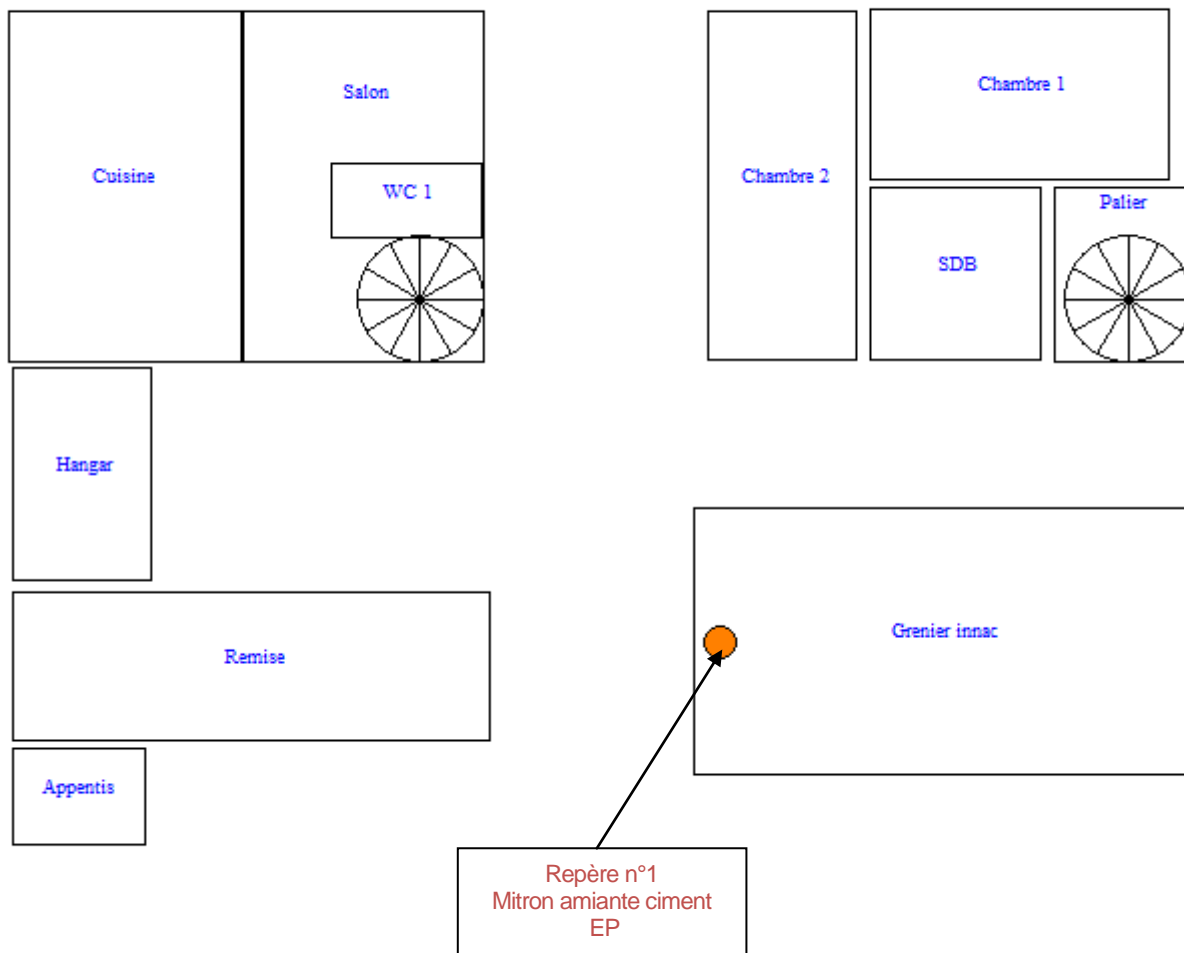 Salon
Cuisine
WC 1
Chambre 1
Chambre 2
Palier
SDB
Hangar
Remise
Appentis
Grenier innac
Repère n°1
Mitron amiante ciment
EP